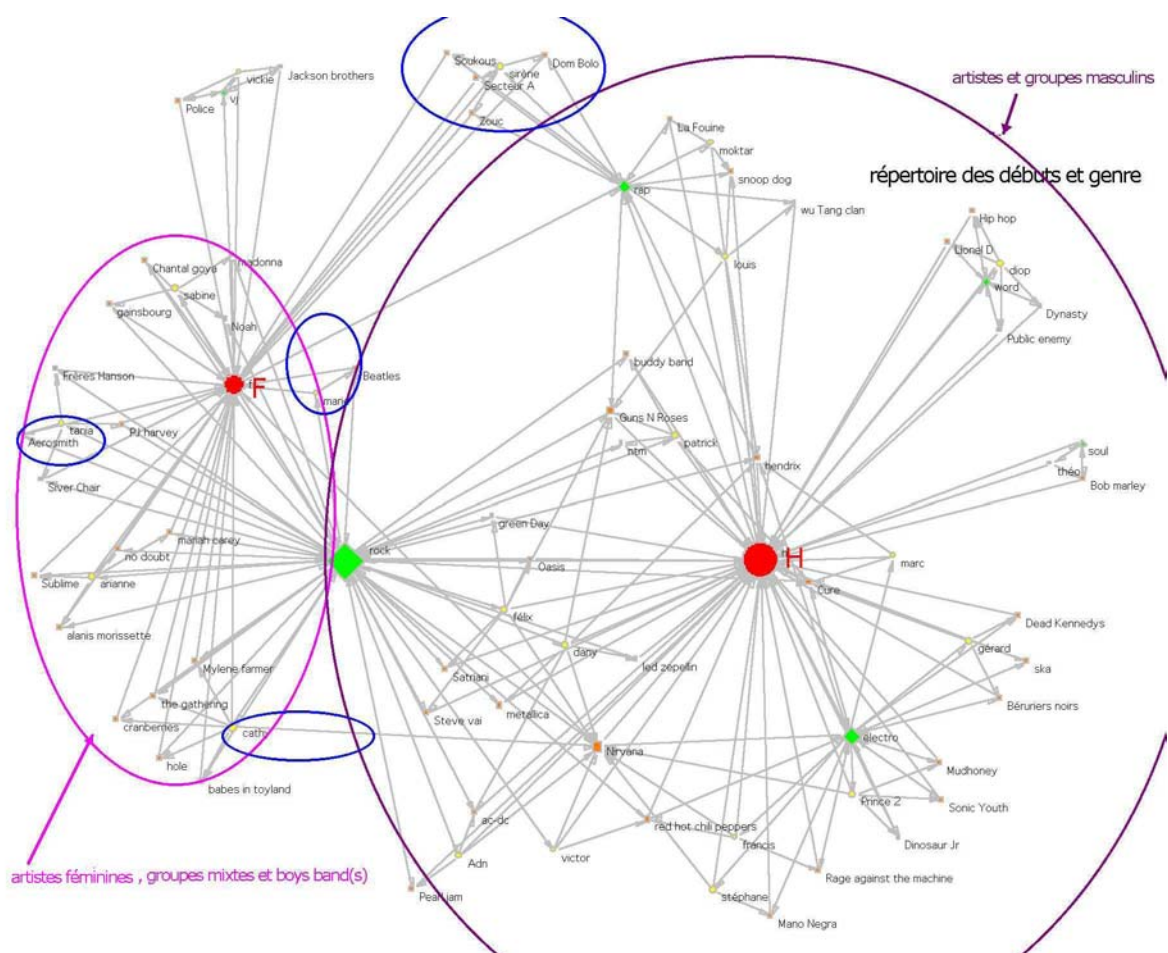 Soukous
sirène
Dom Bolo
Secteur A
Zouc
vickie
Jackson brothers
vj
Police
artistes et groupes masculins
La Fouine
moktar
snoop dog
répertoire des débuts et genre
rap
wu Tang clan
Hip hop
Lionel D
diop
word
Dynasty
Public enemy
louis
madonna
Chantal goya
sabine
gainsbourg
Noah
buddy band
Beatles
Frères Hanson
F
marie
Guns N Roses
patrick
ntm
tania
Aerosmith
PJ harvey
Silver Chair
hendrix
soul
théo
Bob marley
green Day
mariah carey
no doubt
rock
Oasis
H
marc
Sublime
arianne
Cure
félix
Dead Kennedys
alanis morissette
dany
gérard
ska
led zepellin
Mylene farmer
Satriani
the gathering
metallica
Steve vai
Béruriers noirs
cranberries
cathy
électro
Nirvana
hole
Mudhoney
babes in toyland
Prince 2
Sonic Youth
ac-dc
red hot chili peppers
francis
Dinosaur Jr
Adn
victor
artistes féminines , groupes mixtes et boys band(s)
Rage against the machine
Pearl jam
stéphane
Mano Negra